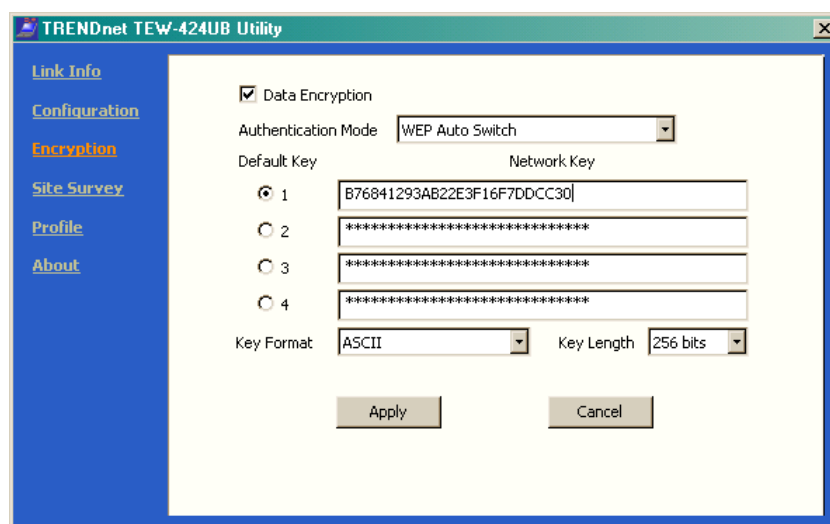 TRENDnet TEW-424UB Utility
Link Info
Configuration
Encryption
Site Survey
Profile
About
Data Encryption
Authentication Mode WEP Auto Switch
Default Key Network Key
1 B76841293AB22E3F16F7DDCC30
2 *****************************
3 *****************************
4 *****************************
Key Format ASCII Key Length 256 bits
Apply Cancel